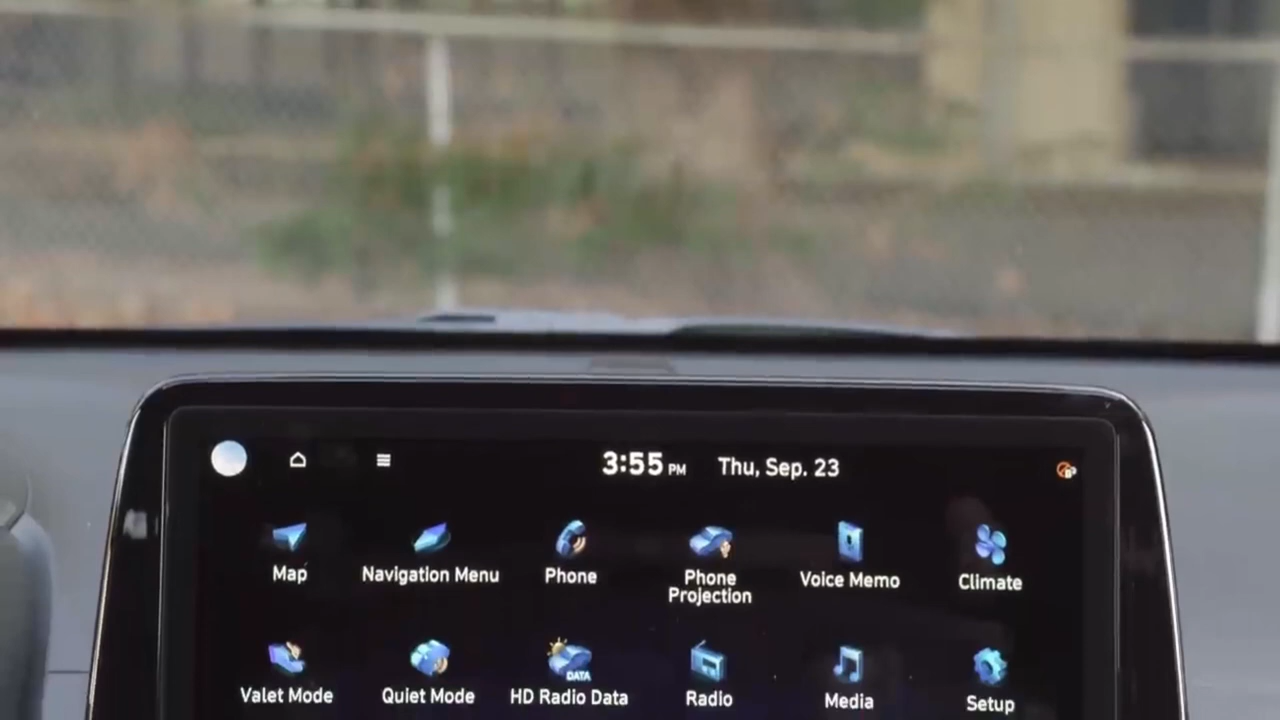 3:55 PM Thu, Sep. 23
Map
Navigation Menu
Phone
Phone
Projection
Voice Memo
Climate
DATA
Valet Mode
Quiet Mode
HD Radio Data
Radio
Media
Setup